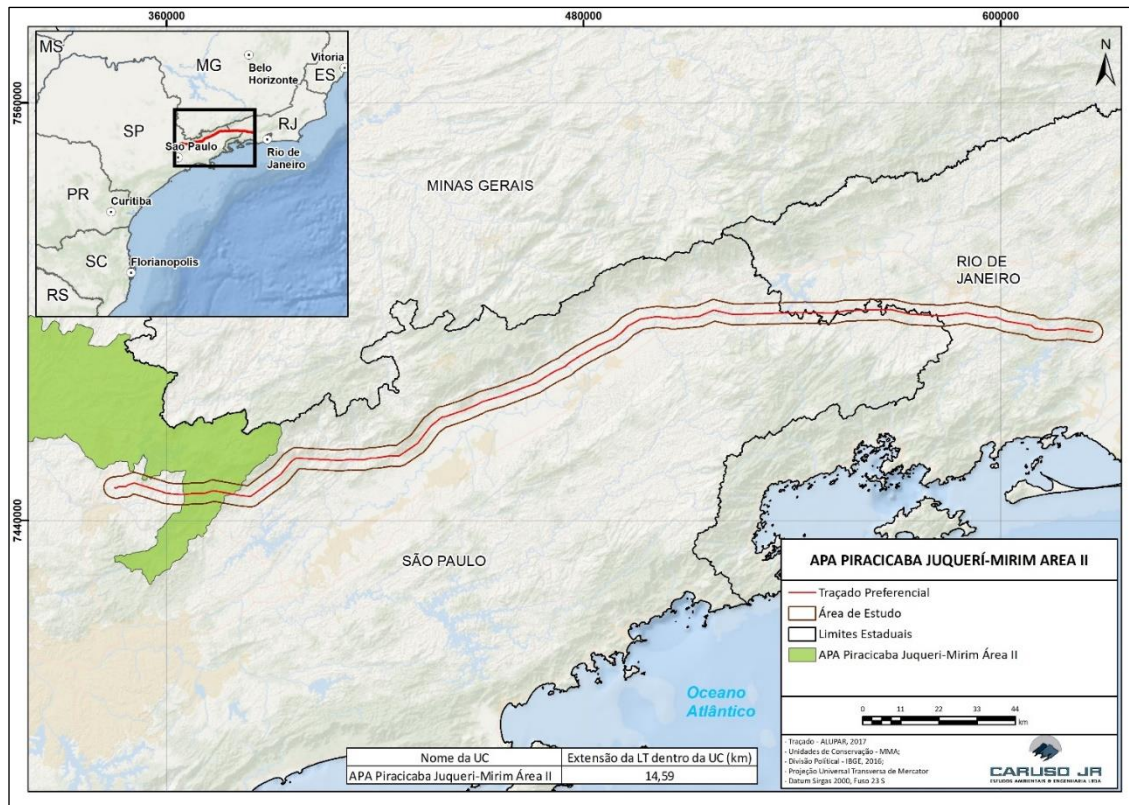 360000
480000
600000
7560000
7440000
N
MS
MG
Belo
Horizonte
Vitoria
ES
SP
RJ
São Paulo
Rio de
Janeiro
PR
Curitiba
SC
Florianopolis
RS
MINAS GERAIS
RIO DE
JANEIRO
SÃO PAULO
Oceano
Atlântico
APA PIRACICABA JUQUERÍ-MIRIM AREA II
Traçado Preferencial
Área de Estudo
Limites Estaduais
APA Piracicaba Juqueri-Mirim Área II
0 11 22 33 44
km
- Traçado - ALUPAR, 2017
- Unidades de Conservação - MMA;
- Divisão Politícal - IBGE, 2016;
- Projeção Universal Transversa de Mercator
- Datum Sirgas 2000, Fuso 23 S
CARUSO JR
ESTUDOS AMBIENTAIS & ENGENHARIA LTDA
Nome da UC Extensão da LT dentro da UC (km)
APA Piracicaba Juqueri-Mirim Área II 14,59